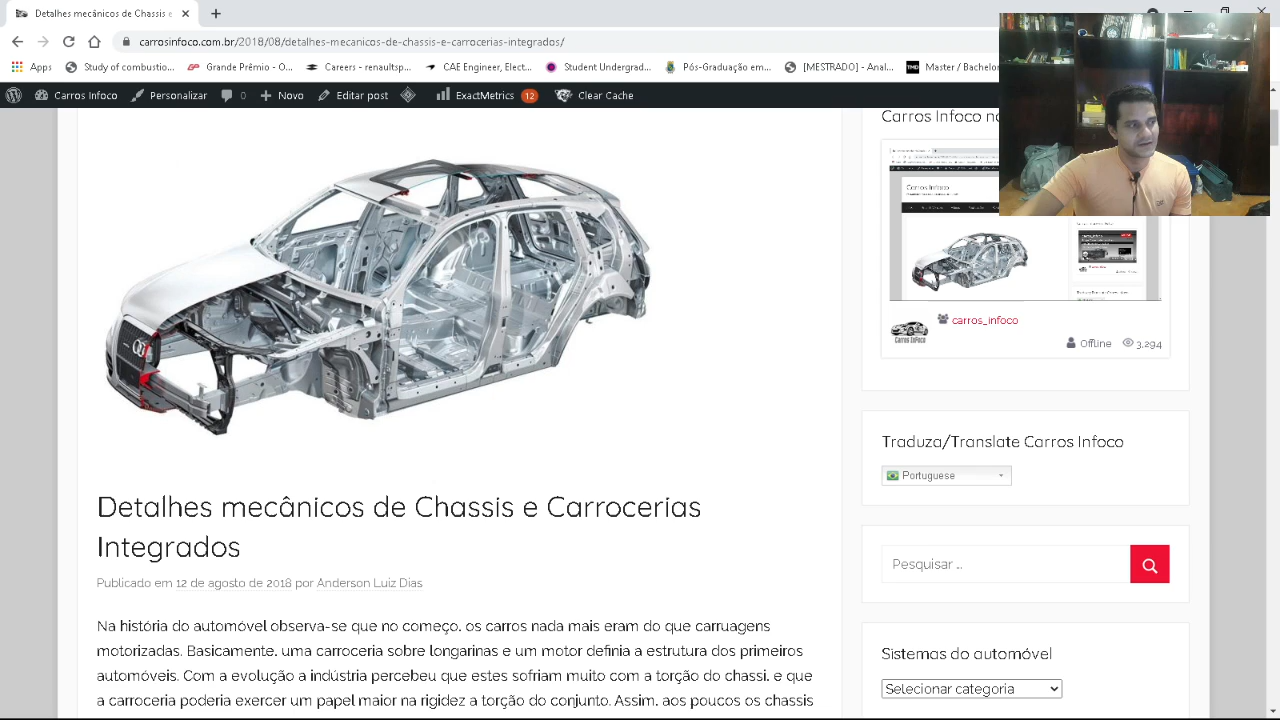 Detalhes mecânicos de Chassis e
carrosinfoco.com.br/2018/08/detalhes-mecanicos-de-chassis-e-carrocerias-integrados/
Apps
Study of combustio...
Grande Prêmio - O...
Cars - renaultsp...
CAE Engineer, Ect...
Student Undergrad...
Pós-Graduação em...
[MESTRADO] - Anal...
Master / Bachelor
Carros Infoco
Personalizar
0
Novo
Editar post
ExactMetrics
12
Clear Cache
Carros Infoco
carros_infoco
Offline
3,294
Traduza/Translate Carros Infoco
Portuguese
Pesquisar ...
Sistemas do automóvel
Selecionar categoria
Detalhes mecânicos de Chassis e Carrocerias
Integrados
Publicado em 12 de agosto de 2018 por Anderson Luiz Dias
Na história do automóvel observa-se que no começo, os carros nada mais eram do que carruagens
motorizadas. Basicamente, uma carroceria sobre longarinas e um motor definia a estrutura dos primeiros
automóveis. Com a evolução a indústria percebeu que estes sofriam muito com a torção do chassi, e que
a carroceria poderia exercer um papel maior na rigidez a torção do conjunto. Assim, aos poucos os chassis